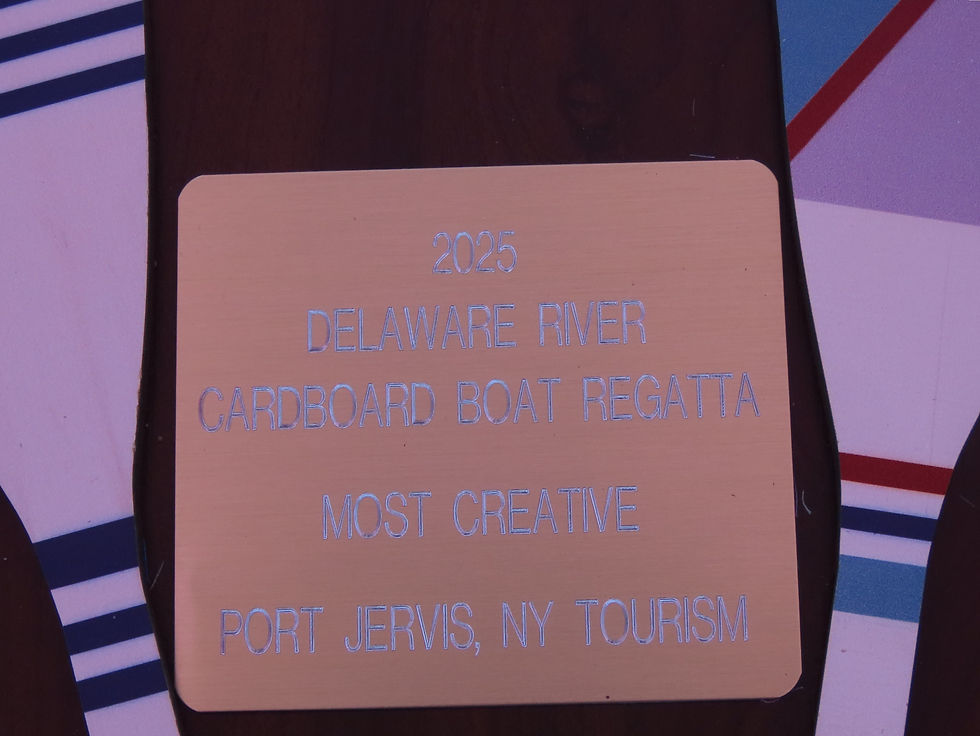 2025
DELAWARE RIVER
CARDBOARD BOAT REGATTA
MOST CREATIVE
PORT JERVIS, NY TOURISM